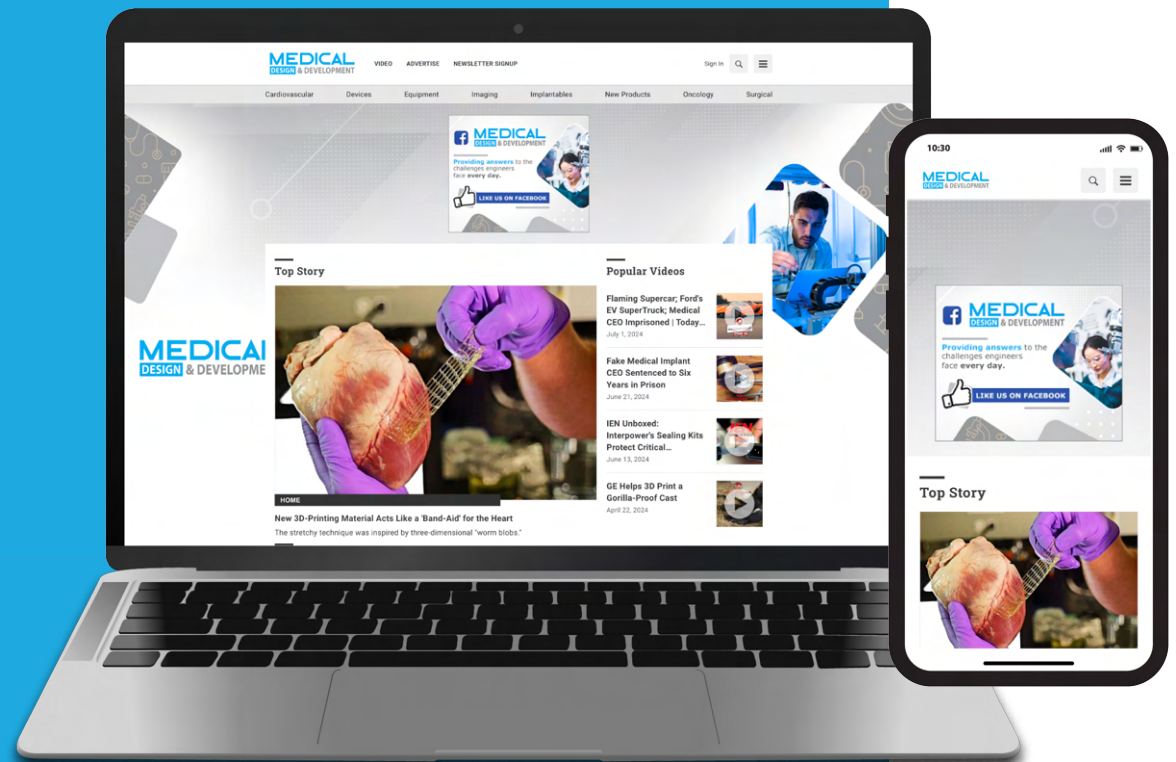 MEDICAL
DESIGN & DEVELOPMENT
VIDEO
ADVERTISE
NEWSLETTER SIGNUP
Sign In
Cardiovascular
Devices
Equipment
Imaging
Implantables
New Products
Oncology
Surgical
MEDICAL
DESIGN & DEVELOPMENT
Providing answers to the
challenges engineers
face every day.
LIKE US ON FACEBOOK
MEDICAL
DESIGN & DEVELOPME
Top Story
HOME
New 3D-Printing Material Acts Like a 'Band-Aid' for the Heart
The stretchy technique was inspired by three-dimensional "worm blobs."
Popular Videos
Flaming Supercar; Ford's
EV SuperTruck; Medical
CEO Imprisoned | Today...
July 1, 2024
Fake Medical Implant
CEO Sentenced to Six
Years in Prison
June 21, 2024
IEN Unboxed:
Interpower's Sealing Kits
Protect Critical...
June 13, 2024
GE Helps 3D Print a
Gorilla-Proof Cast
April 22, 2024
10:30
MEDICAL
DESIGN & DEVELOPMENT
MEDICAL
DESIGN & DEVELOPMENT
Providing answers to the
challenges engineers
face every day.
LIKE US ON FACEBOOK
Top Story